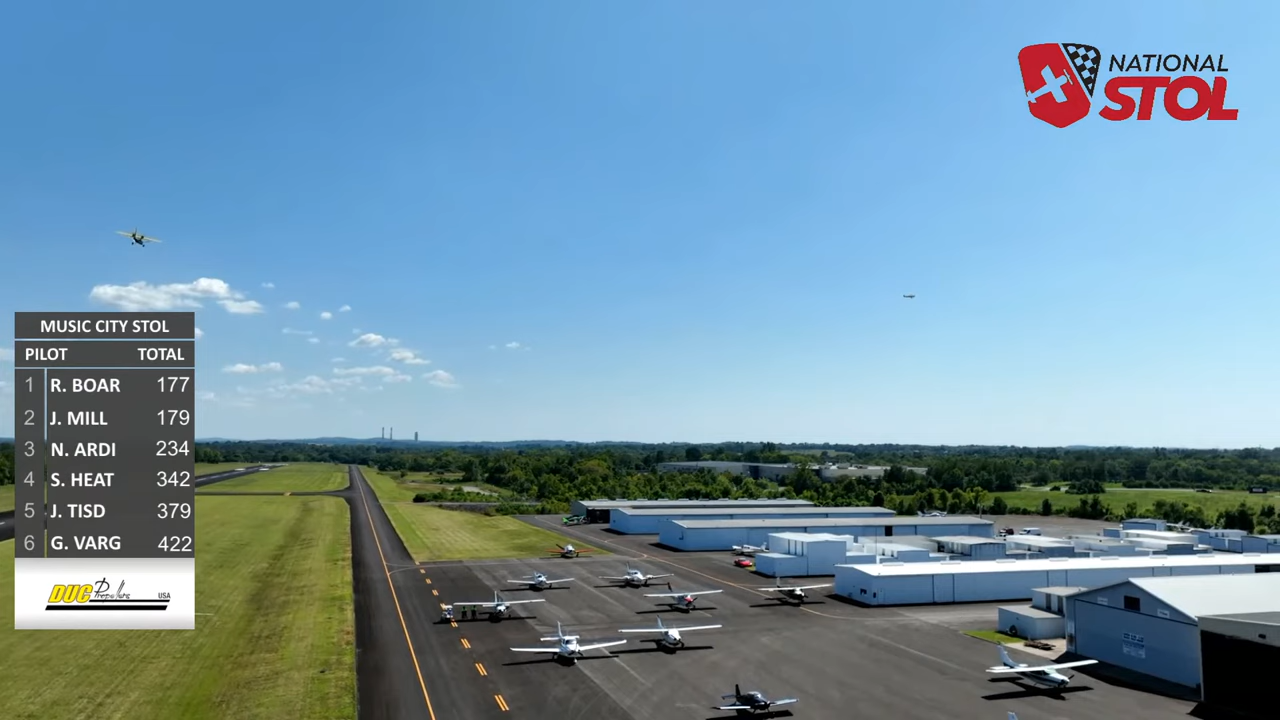 NATIONAL
STOL
MUSIC CITY STOL
PILOT TOTAL
1 R. BOAR 177
2 J. MILL 179
3 N. ARDI 234
4 S. HEAT 342
5 J. TISD 379
6 G. VARG 422
DUC Propellers USA